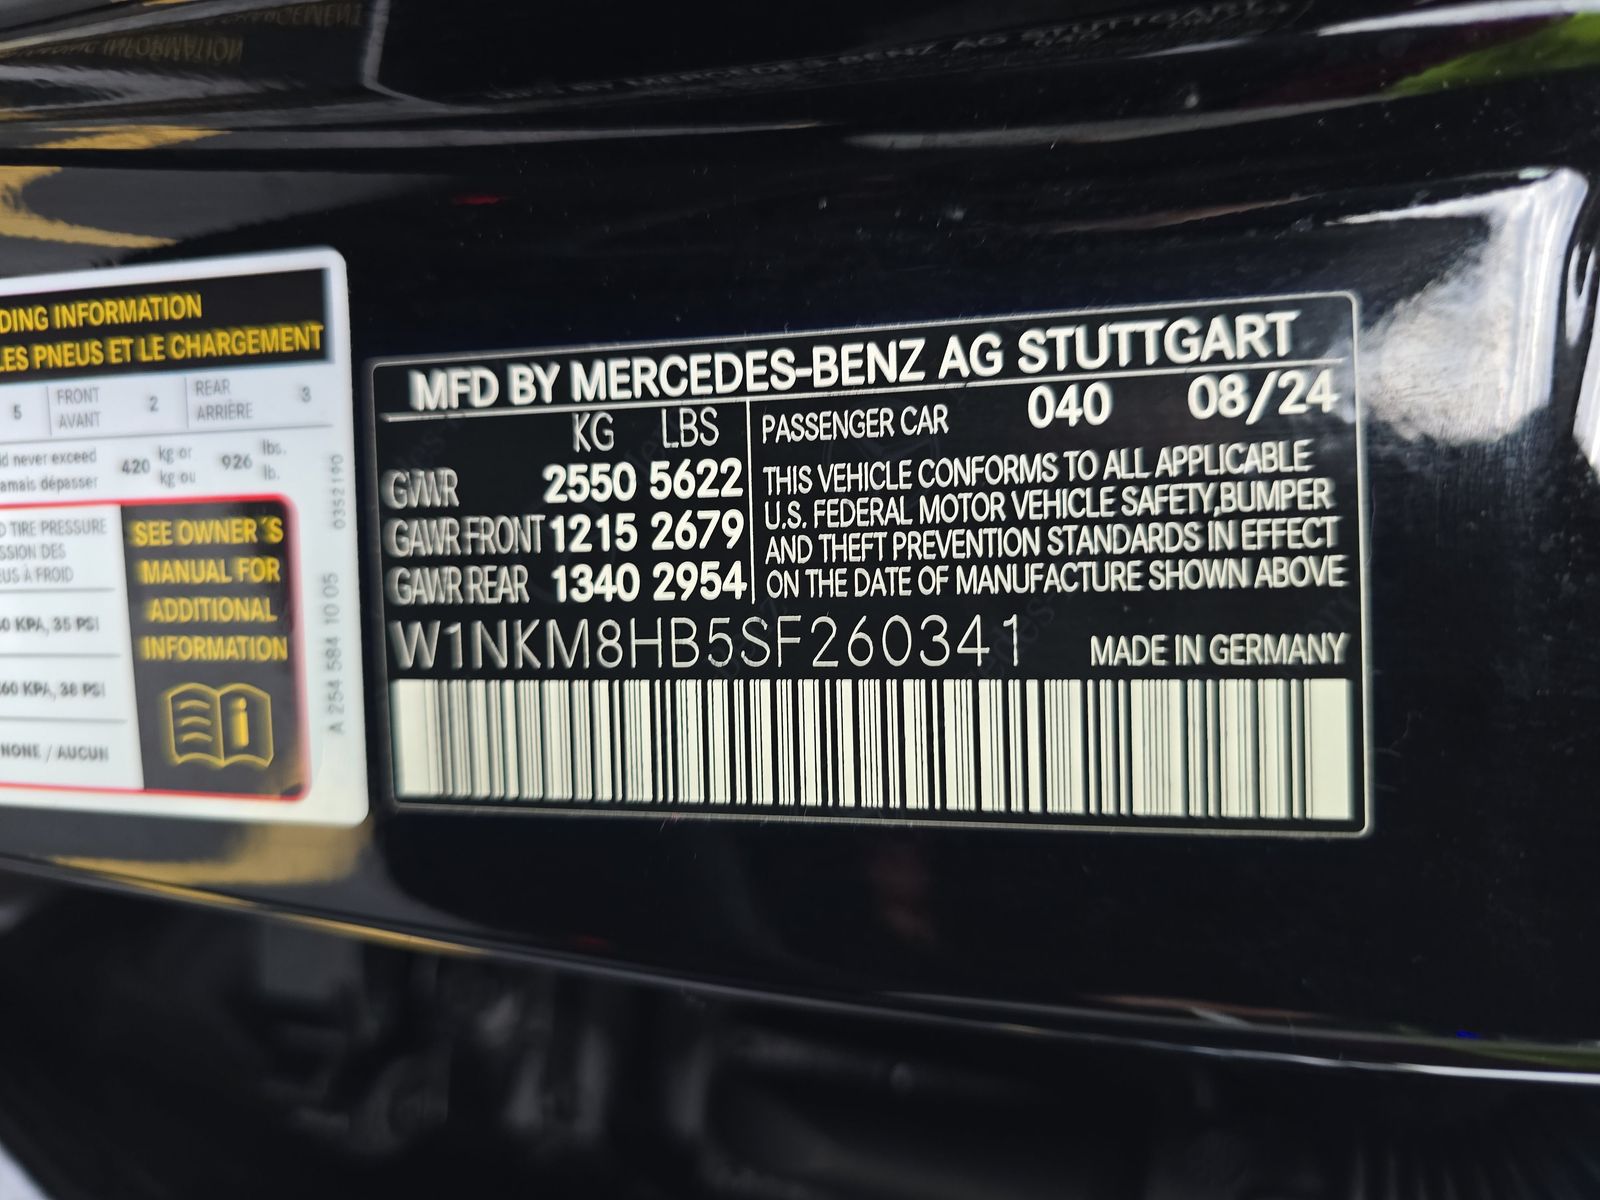 DING INFORMATION
LES PNEUS ET LE CHARGEMENT
5 FRONT AVANT 2 REAR ARRIÈRE 3
d never exceed 420 kg or 926 lbs.
amais dépasser kg ou lb.
TIRE PRESSURE
SSION DES
US À FROID
0 KPA, 35 PSI
60 KPA, 38 PSI
NONE / AUCUN
SEE OWNER´S
MANUAL FOR
ADDITIONAL
INFORMATION
A 254 584 10 05
0352190
MFD BY MERCEDES-BENZ AG STUTTGART
KG LBS
GVWR 2550 5622
GAWR FRONT 1215 2679
GAWR REAR 1340 2954
PASSENGER CAR 040 08/24
THIS VEHICLE CONFORMS TO ALL APPLICABLE
U.S. FEDERAL MOTOR VEHICLE SAFETY,BUMPER
AND THEFT PREVENTION STANDARDS IN EFFECT
ON THE DATE OF MANUFACTURE SHOWN ABOVE
W1NKM8HB5SF260341
MADE IN GERMANY